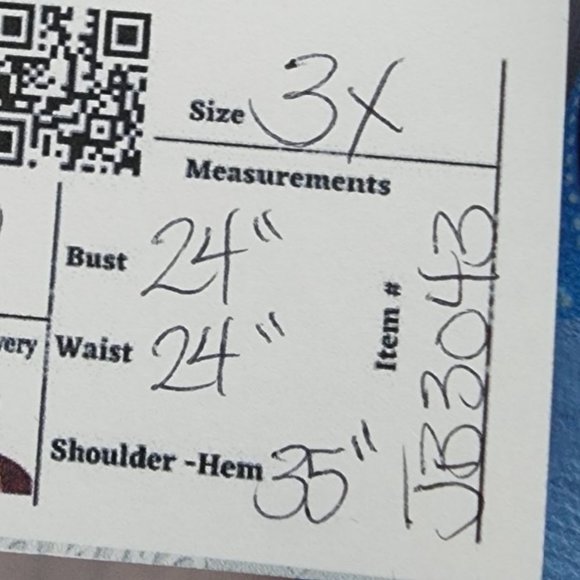 Size 3X
Measurements
Bust 24"
very Waist 24"
Shoulder -Hem 35"
Item # JB3043